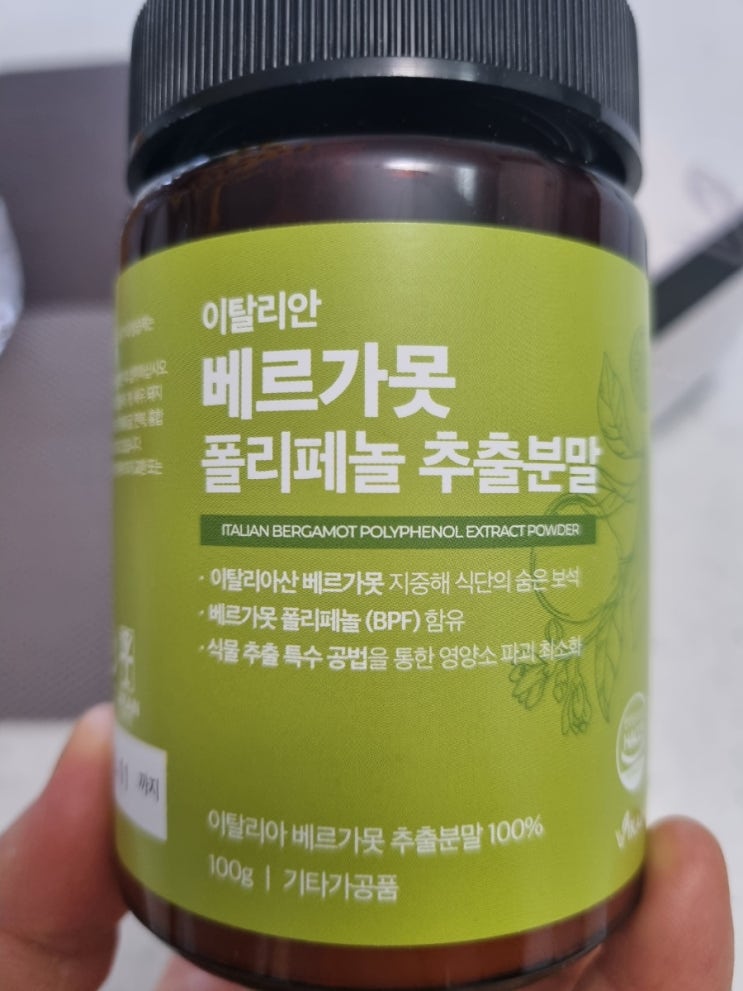 이탈리안
베르가못
폴리페놀 추출분말
ITALIAN BERGAMOT POLYPHENOL EXTRACT POWDER
· 이탈리아산 베르가못 지중해 식단의 숨은 보석
· 베르가못 폴리페놀 (BPF) 함유
· 식물 추출 특수 공법을 통한 영양소 파괴 최소화
까지
이탈리아 베르가못 추출분말 100%
100g | 기타가공품